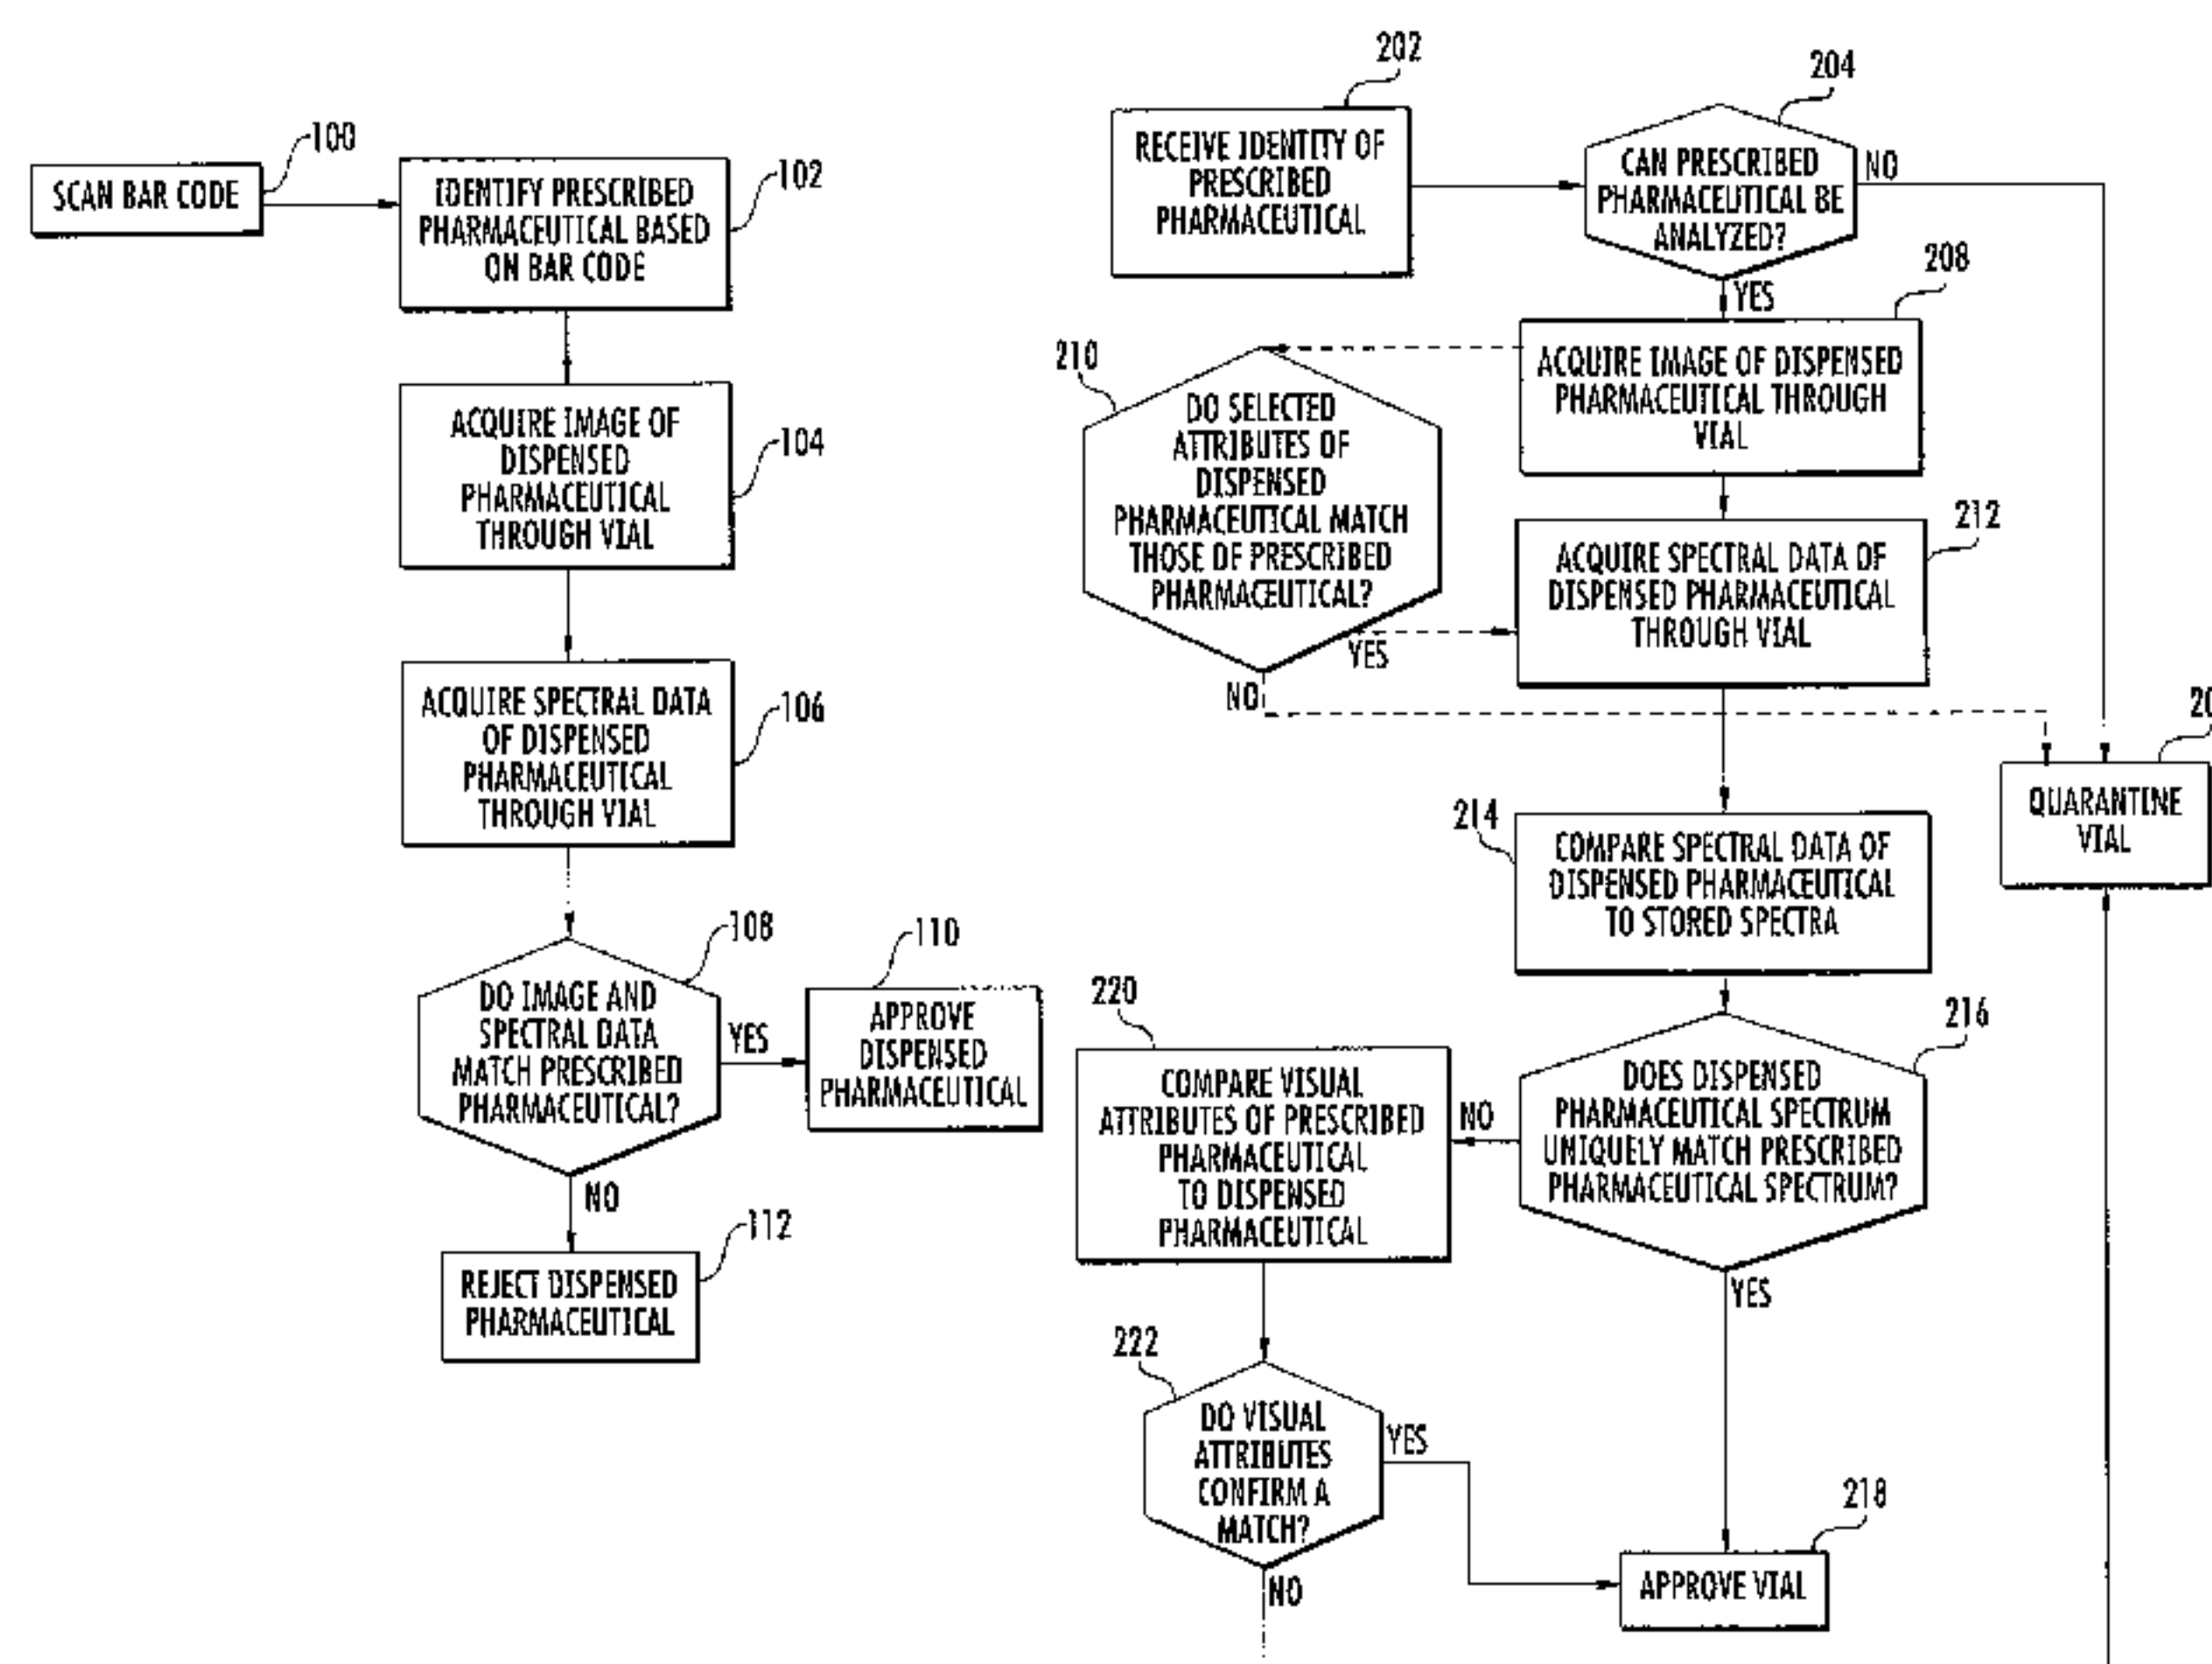 100
SCAN BAR CODE
102
IDENTIFY PRESCRIBED
PHARMACEUTICAL BASED
ON BAR CODE
104
ACQUIRE IMAGE OF
DISPENSED
PHARMACEUTICAL
THROUGH VIAL
106
ACQUIRE SPECTRAL DATA
OF DISPENSED
PHARMACEUTICAL
THROUGH VIAL
108
DO IMAGE AND
SPECTRAL DATA
MATCH PRESCRIBED
PHARMACEUTICAL?
YES
110
APPROVE
DISPENSED
PHARMACEUTICAL
NO
112
REJECT DISPENSED
PHARMACEUTICAL
202
RECEIVE IDENTITY OF
PRESCRIBED
PHARMACEUTICAL
204
CAN PRESCRIBED
PHARMACEUTICAL BE
ANALYZED?
NO
YES
208
ACQUIRE IMAGE OF DISPENSED
PHARMACEUTICAL THROUGH
VIAL
210
DO SELECTED
ATTRIBUTES OF
DISPENSED
PHARMACEUTICAL MATCH
THOSE OF PRESCRIBED
PHARMACEUTICAL?
YES
NO
212
ACQUIRE SPECTRAL DATA OF
DISPENSED PHARMACEUTICAL
THROUGH VIAL
QUARANTINE
VIAL
214
COMPARE SPECTRAL DATA OF
DISPENSED PHARMACEUTICAL
TO STORED SPECTRA
216
DOES DISPENSED
PHARMACEUTICAL SPECTRUM
UNIQUELY MATCH PRESCRIBED
PHARMACEUTICAL SPECTRUM?
NO
YES
220
COMPARE VISUAL
ATTRIBUTES OF PRESCRIBED
PHARMACEUTICAL
TO DISPENSED
PHARMACEUTICAL
222
DO VISUAL
ATTRIBUTES
CONFIRM A
MATCH?
YES
NO
218
APPROVE VIAL